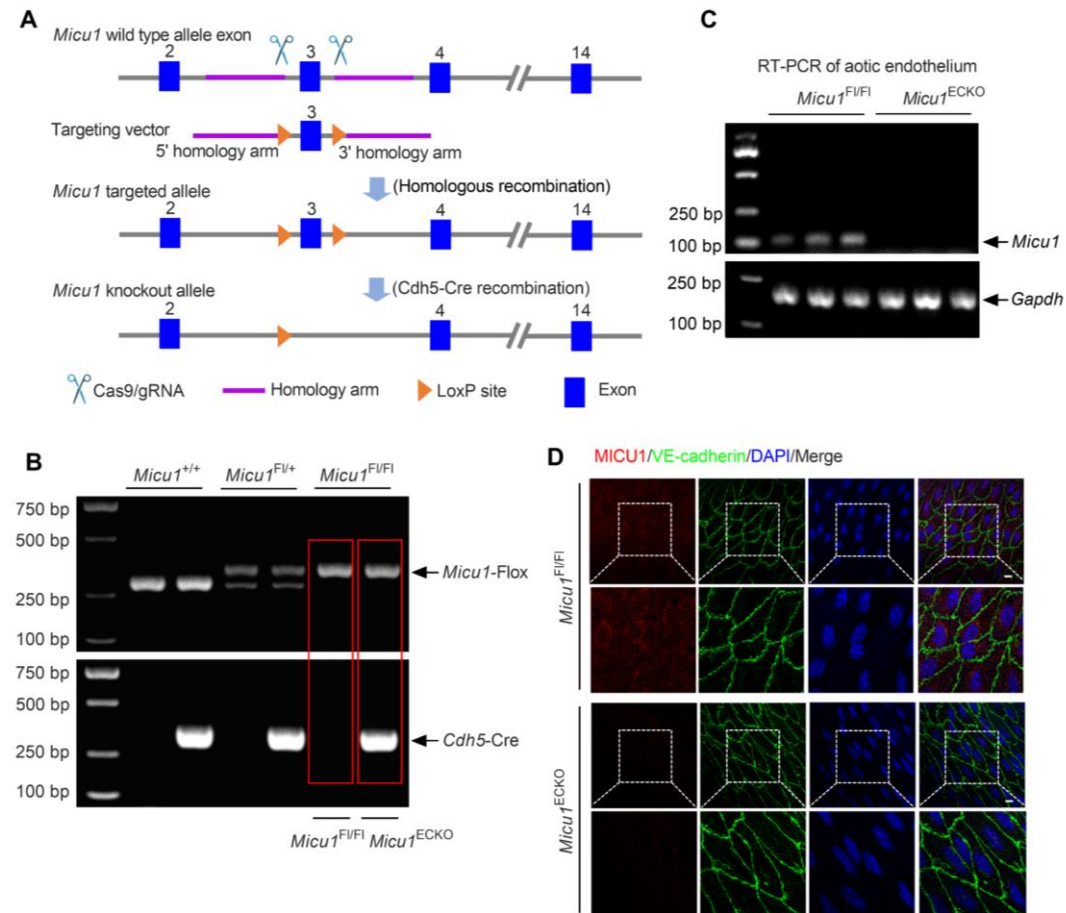 A
Micu1 wild type allele exon
2 3 4 14
Targeting vector
3
5' homology arm 3' homology arm
(Homologous recombination)
Micu1 targeted allele
2 3 4 14
(Cdh5-Cre recombination)
Micu1 knockout allele
2 4 14
Cas9/gRNA Homology arm LoxP site Exon
B
Micu1+/+ Micu1Fl/+ Micu1Fl/Fl
750 bp
500 bp
Micu1-Flox
250 bp
100 bp
750 bp
500 bp
Cdh5-Cre
250 bp
100 bp
Micu1Fl/Fl Micu1ECKO
C
RT-PCR of aotic endothelium
Micu1Fl/Fl Micu1ECKO
250 bp
100 bp Micu1
250 bp
Gapdh
100 bp
D
MICU1/VE-cadherin/DAPI/Merge
Micu1Fl/Fl
Micu1ECKO